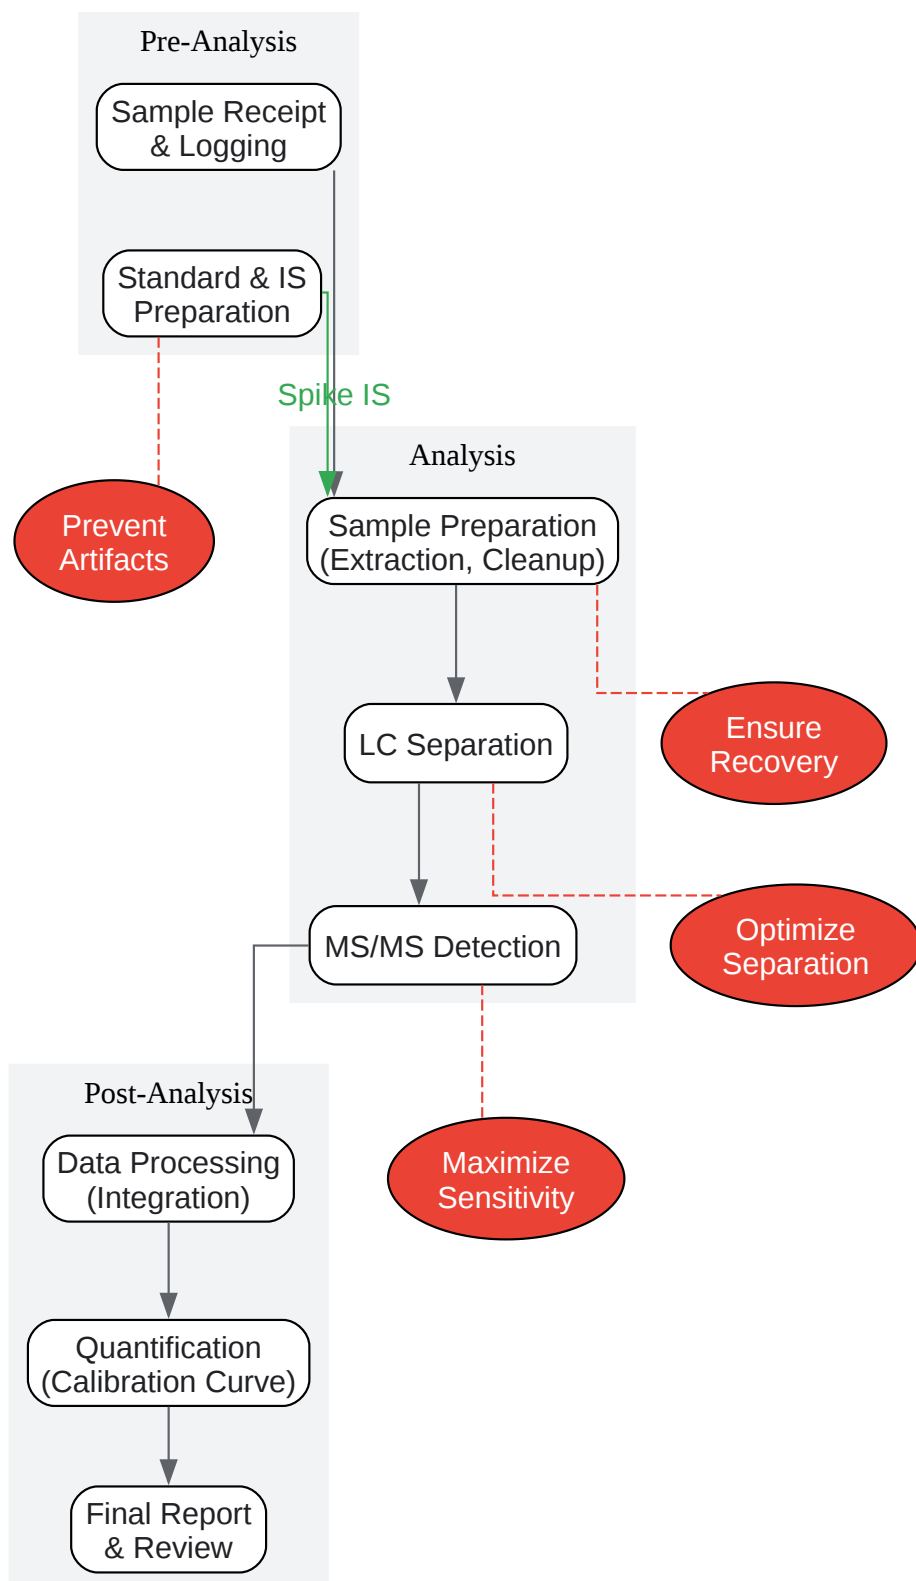 Pre-Analysis
Sample Receipt
& Logging
Standard & IS
Preparation
Spike IS
Analysis
Prevent
Artifacts
Sample Preparation
(Extraction, Cleanup)
Ensure
Recovery
LC Separation
Optimize
Separation
MS/MS Detection
Post-Analysis
Data Processing
(Integration)
Maximize
Sensitivity
Quantification
(Calibration Curve)
Final Report
& Review